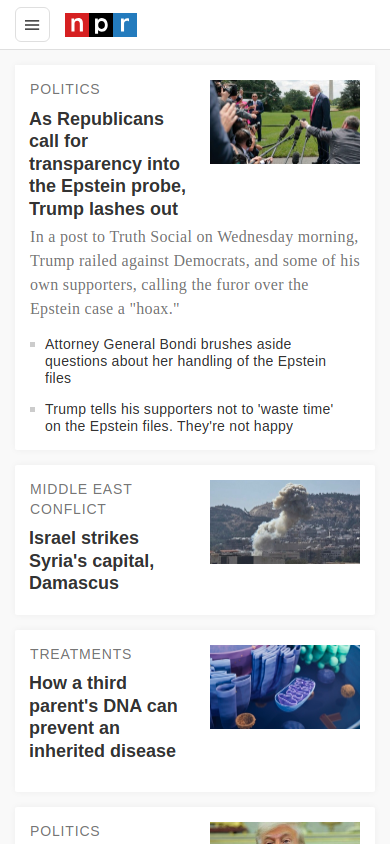 npr
POLITICS
As Republicans
call for
transparency into
the Epstein probe,
Trump lashes out
In a post to Truth Social on Wednesday morning,
Trump railed against Democrats, and some of his
own supporters, calling the furor over the
Epstein case a "hoax."
Attorney General Bondi brushes aside
questions about her handling of the Epstein
files
Trump tells his supporters not to 'waste time'
on the Epstein files. They're not happy
MIDDLE EAST
CONFLICT
Israel strikes
Syria's capital,
Damascus
TREATMENTS
How a third
parent's DNA can
prevent an
inherited disease
POLITICS